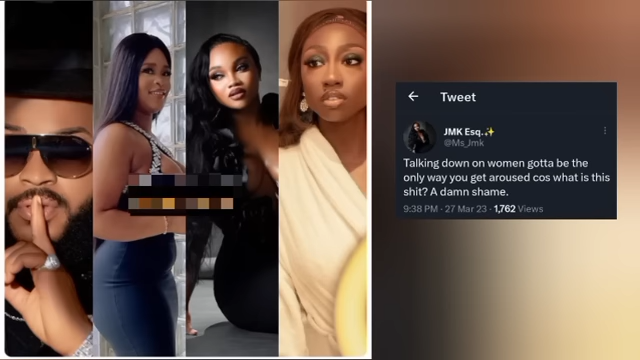 Tweet
JMK Esq.✨
@Ms_Jmk
Talking down on women gotta be the
only way you get aroused cos what is this
shit? A damn shame.
9:38 PM · 27 Mar 23 · 1,762 Views